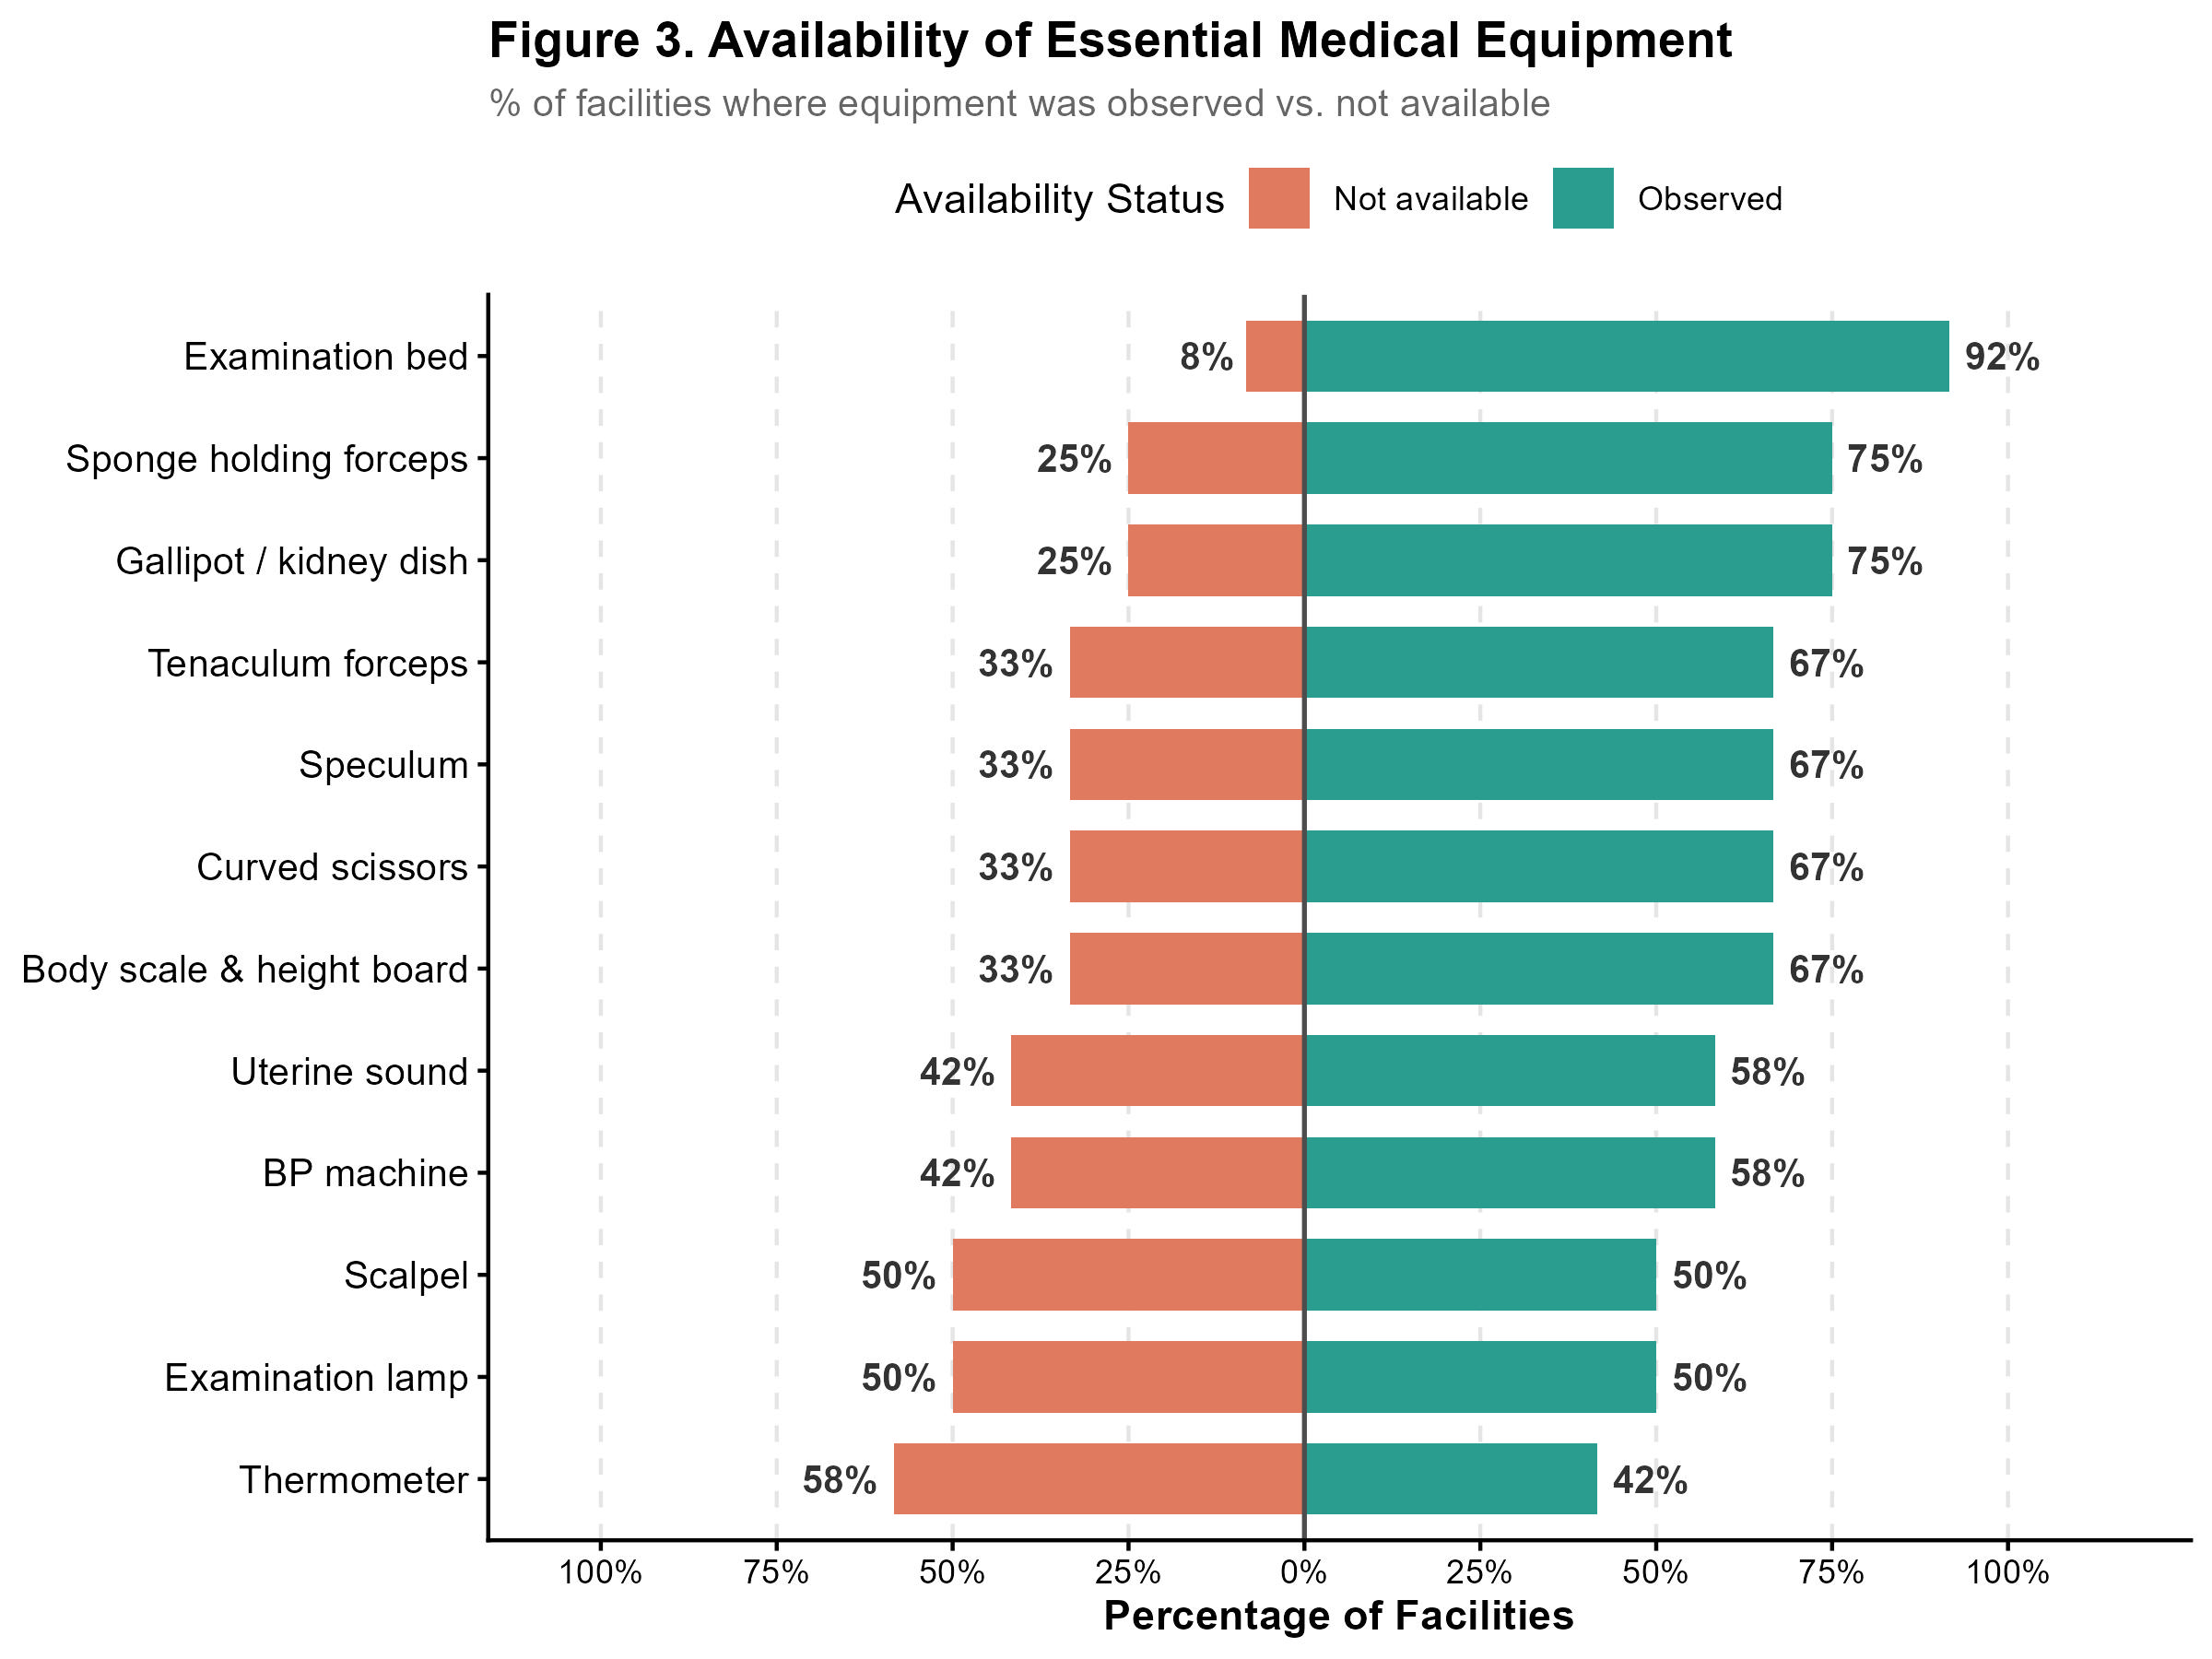 Figure 3. Availability of Essential Medical Equipment
% of facilities where equipment was observed vs. not available
Availability Status Not available Observed
Examination bed 8% 92%
Sponge holding forceps 25% 75%
Gallipot / kidney dish 25% 75%
Tenaculum forceps 33% 67%
Speculum 33% 67%
Curved scissors 33% 67%
Body scale & height board 33% 67%
Uterine sound 42% 58%
BP machine 42% 58%
Scalpel 50% 50%
Examination lamp 50% 50%
Thermometer 58% 42%
100% 75% 50% 25% 0% 25% 50% 75% 100%
Percentage of Facilities